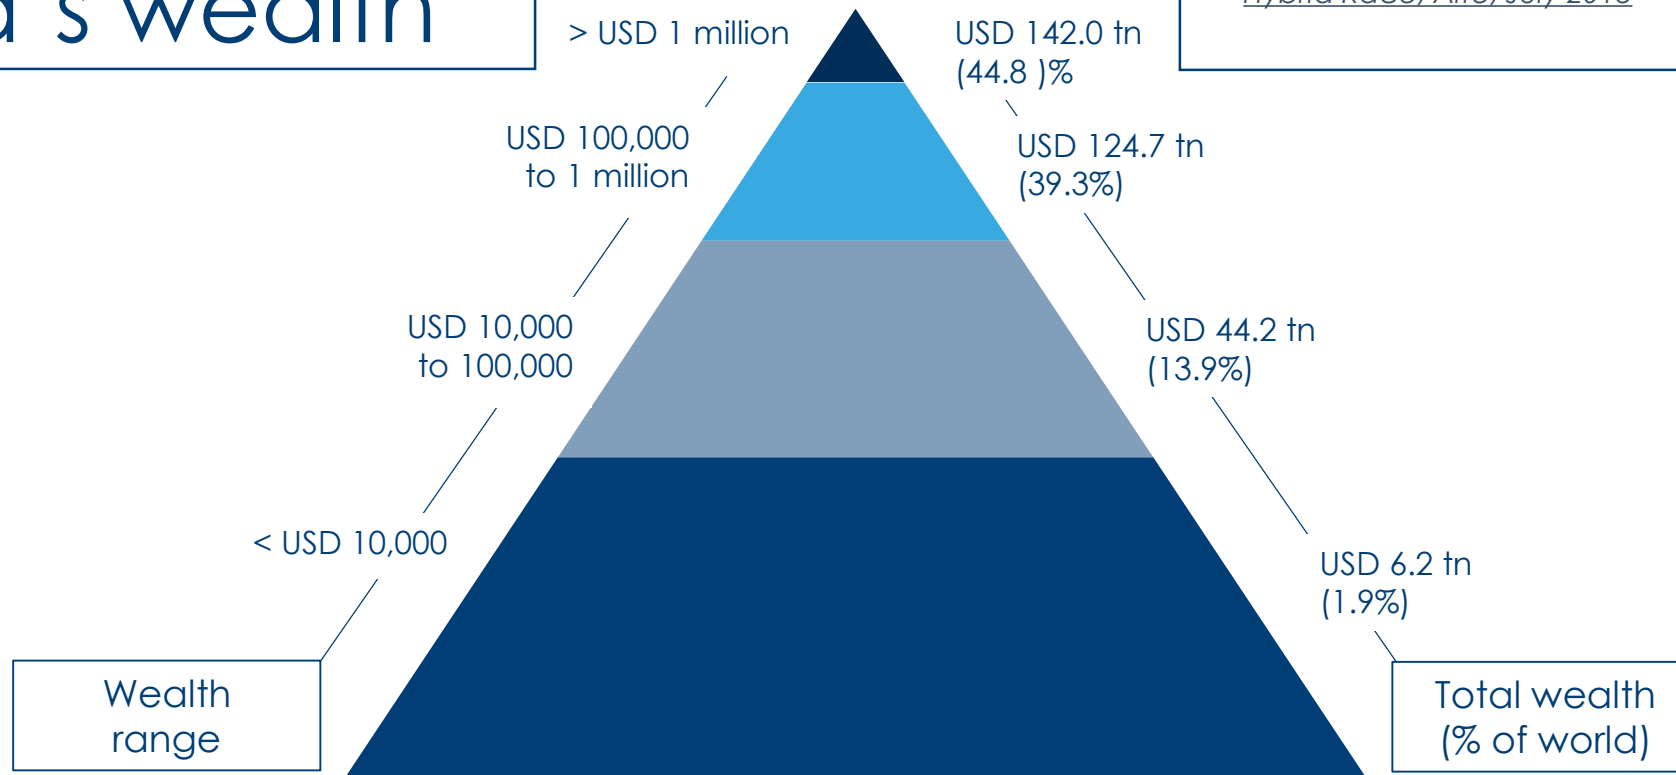 's wealth
> USD 1 million
USD 142.0 tn
(44.8 )%
USD 100,000
to 1 million
USD 124.7 tn
(39.3%)
USD 10,000
to 100,000
USD 44.2 tn
(13.9%)
< USD 10,000
USD 6.2 tn
(1.9%)
Wealth
range
Total wealth
(% of world)